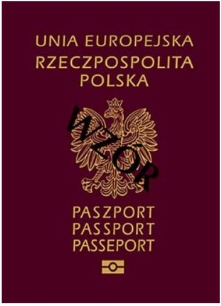 UNIA EUROPEJSKA
RZECZPOSPOLITA
POLSKA
WZÓR
PASZPORT
PASSPORT
PASSEPORT